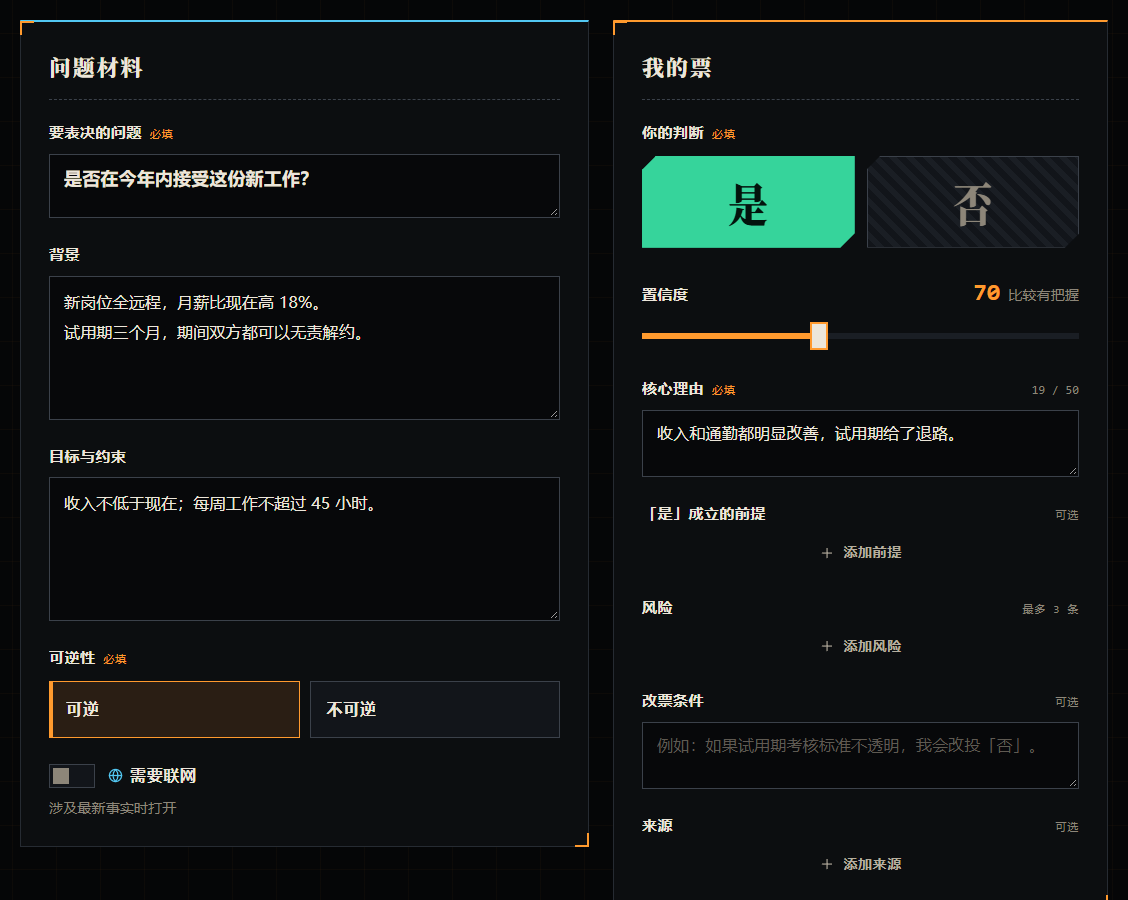 问题材料
要表决的问题 必填
是否在今年内接受这份新工作？
背景
新岗位全远程，月薪比现在高 18%。
试用期三个月，期间双方都可以无责解约。
目标与约束
收入不低于现在；每周工作不超过 45 小时。
可逆性 必填
可逆
不可逆
需要联网
涉及最新事实时打开
我的票
你的判断 必填
是
否
置信度
70 比较有把握
核心理由 必填
19 / 50
收入和通勤都明显改善，试用期给了退路。
「是」成立的前提
可选
＋ 添加前提
风险
最多 3 条
＋ 添加风险
改票条件
可选
例如：如果试用期考核标准不透明，我会改投「否」。
来源
可选
＋ 添加来源